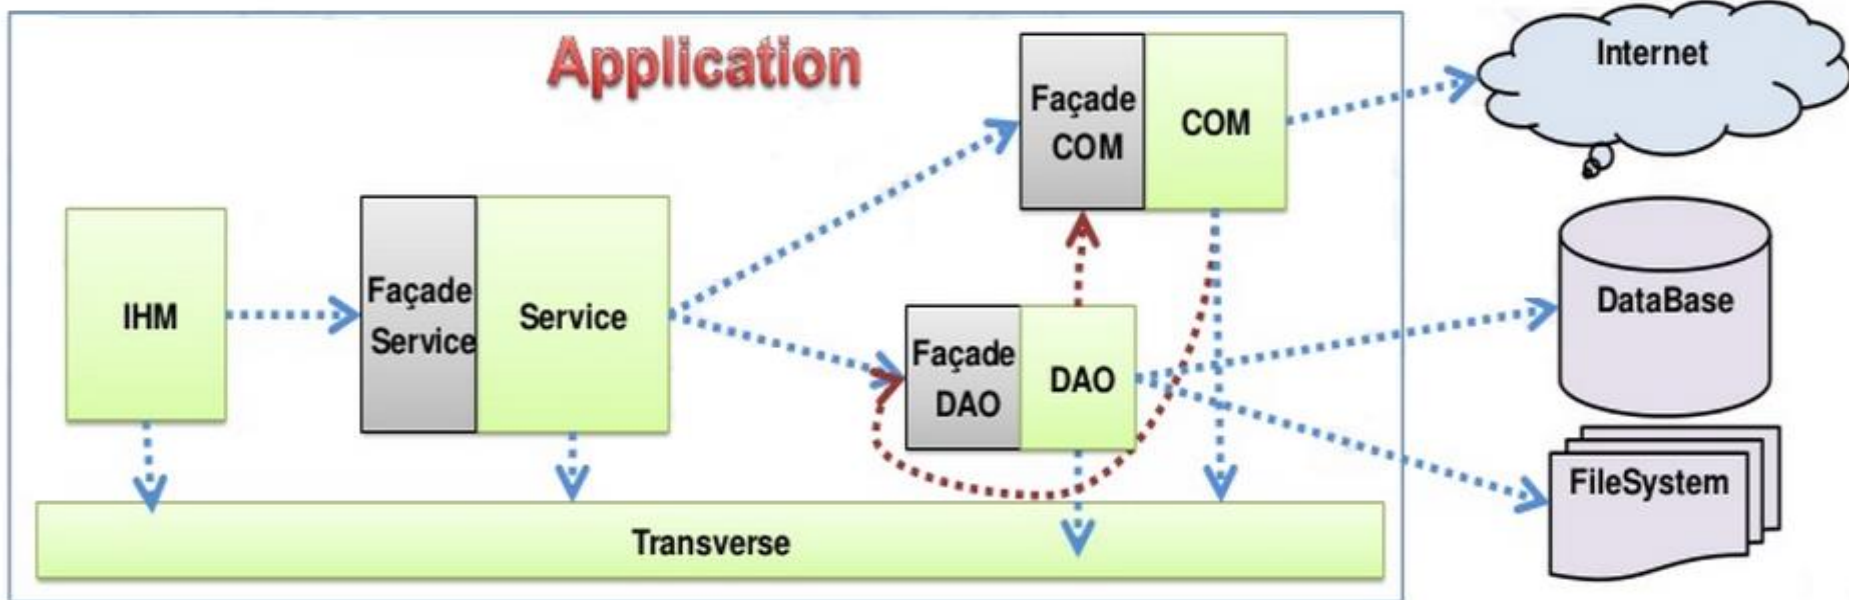 Application
Internet
Façade
COM
COM
IHM
Façade
Service
Service
Façade
DAO
DAO
DataBase
FileSystem
Transverse